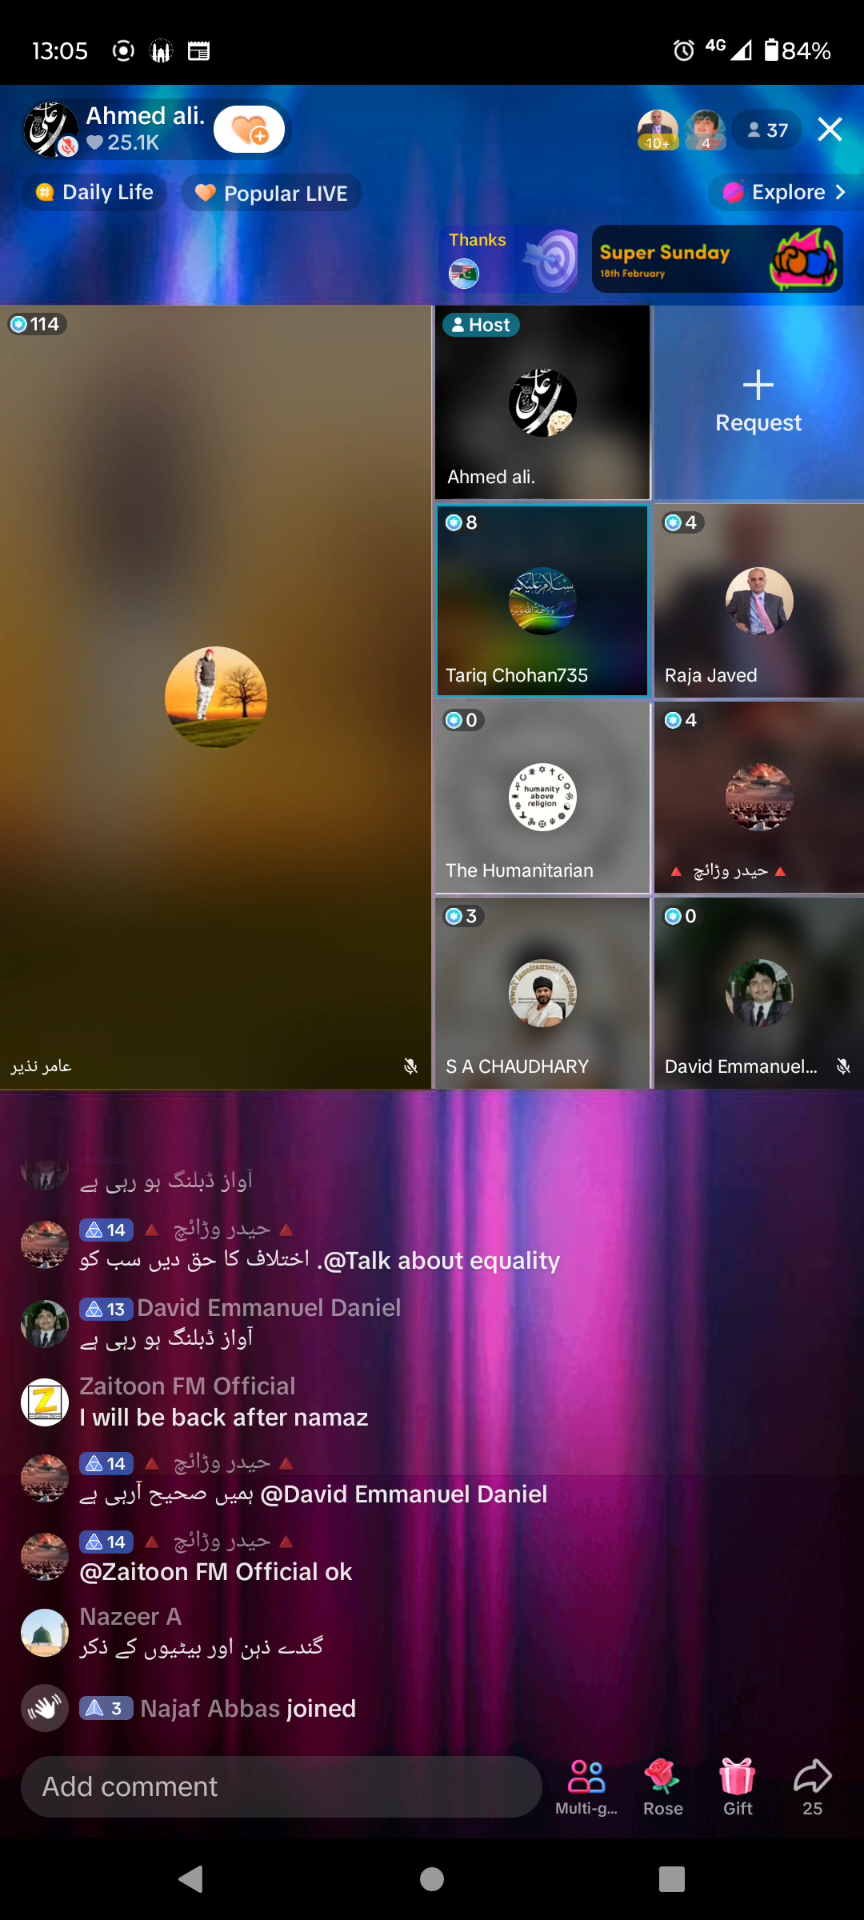 13:05
4G
84%
Ahmed ali.
25.1K
10+
4
37
Daily Life
Popular LIVE
Explore
Thanks
Super Sunday
18th February
114
Host
Ahmed ali.
Request
8
Tariq Chohan735
4
Raja Javed
0
humanity
above
religion
The Humanitarian
4
حیدر وڑائچ
3
S A CHAUDHARY
0
David Emmanuel...
عامر نذیر
آواز ڈبلنگ ہو رہی ہے
14 حیدر وڑائچ
اختلاف کا حق دیں سب کو .@Talk about equality
13 David Emmanuel Daniel
آواز ڈبلنگ ہو رہی ہے
Zaitoon FM Official
I will be back after namaz
14 حیدر وڑائچ
ہمیں صحیح آرہی ہے @David Emmanuel Daniel
14 حیدر وڑائچ
@Zaitoon FM Official ok
Nazeer A
گندے ذہن اور بیٹیوں کے ذکر
3 Najaf Abbas joined
Add comment
Multi-g...
Rose
Gift
25